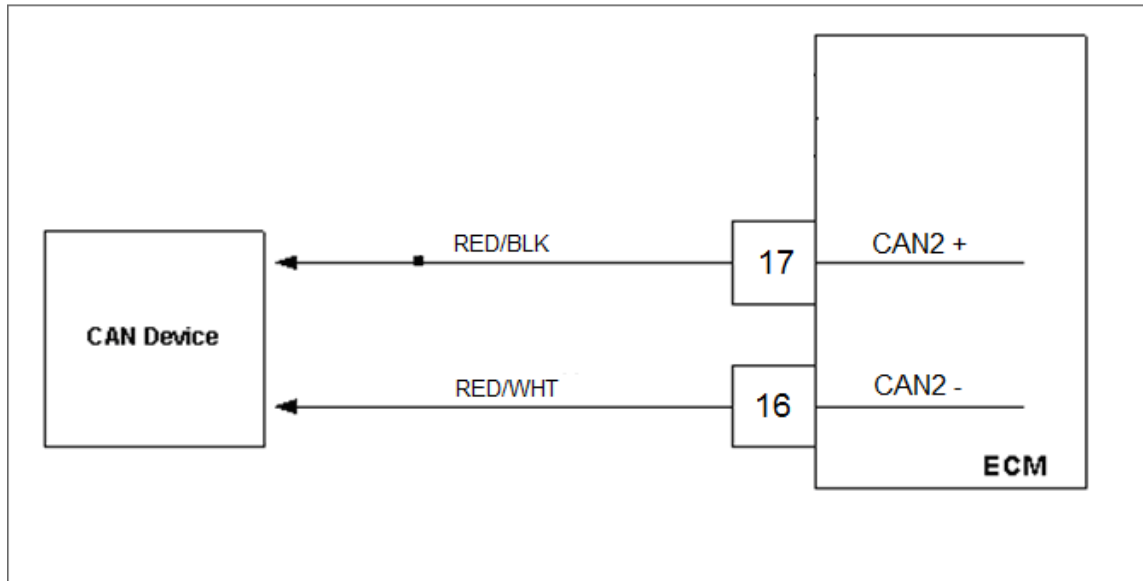 RED/BLK
17
CAN2 +
CAN Device
RED/WHT
16
CAN2 -
ECM